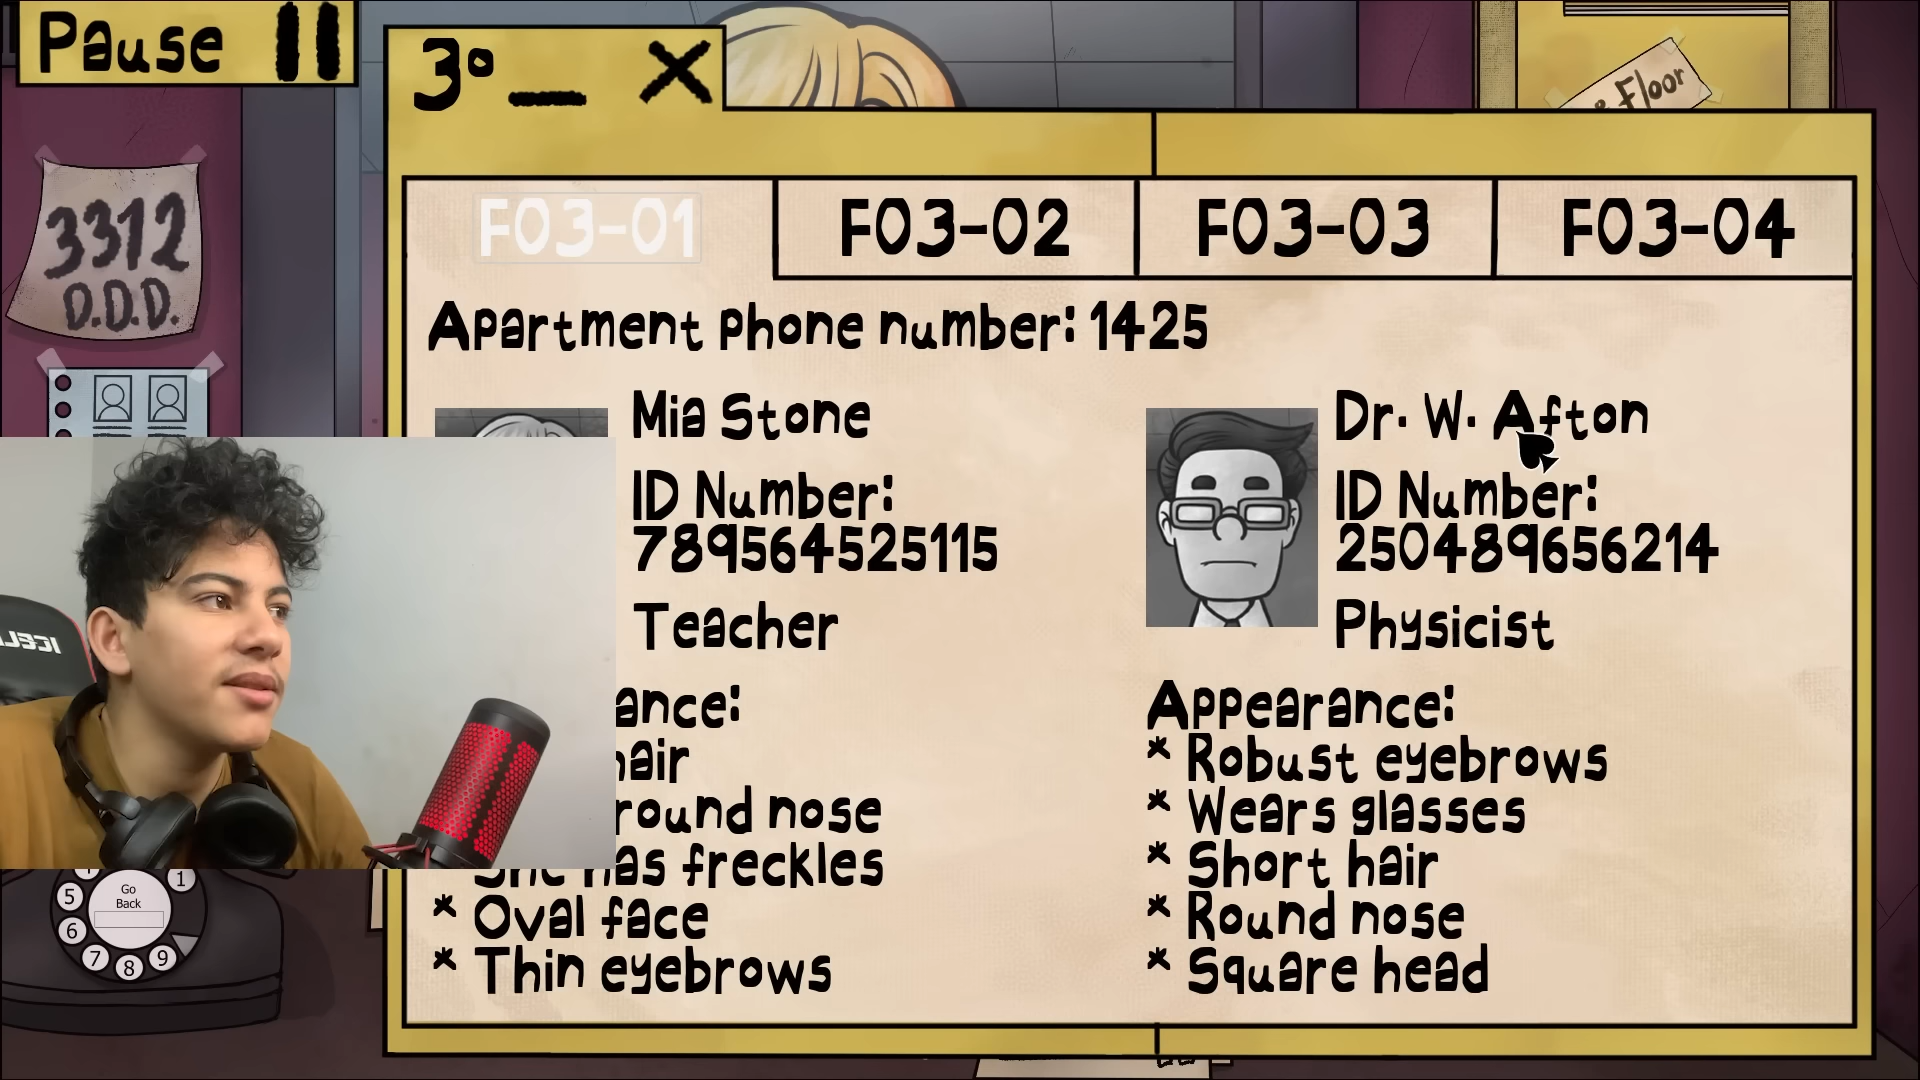 Pause
3º_ X
Floor
3312
D.D.D.
F03-01
F03-02
F03-03
F03-04
Apartment phone number: 1425
Mia Stone
ID Number:
789564525115
Teacher
ance:
hair
round nose
She has freckles
* Oval face
* Thin eyebrows
Dr. W. Afton
ID Number:
250489656214
Physicist
Appearance:
* Robust eyebrows
* Wears glasses
* Short hair
* Round nose
* Square head
Go
Back
1
5
6
7
8
9